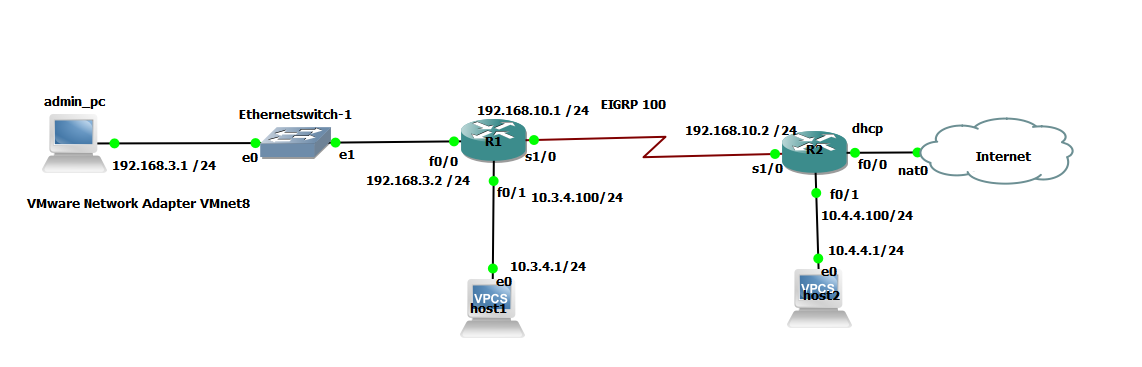 admin_pc
Ethernetswitch-1
192.168.10.1 /24
EIGRP 100
192.168.10.2 /24
dhcp
R1
R2
Internet
e0
e1
f0/0
s1/0
s1/0
f0/0
nat0
192.168.3.1 /24
192.168.3.2 /24
f0/1
10.3.4.100/24
f0/1
10.4.4.100/24
VMware Network Adapter VMnet8
10.3.4.1/24
10.4.4.1/24
e0
e0
VPCS
host1
VPCS
host2